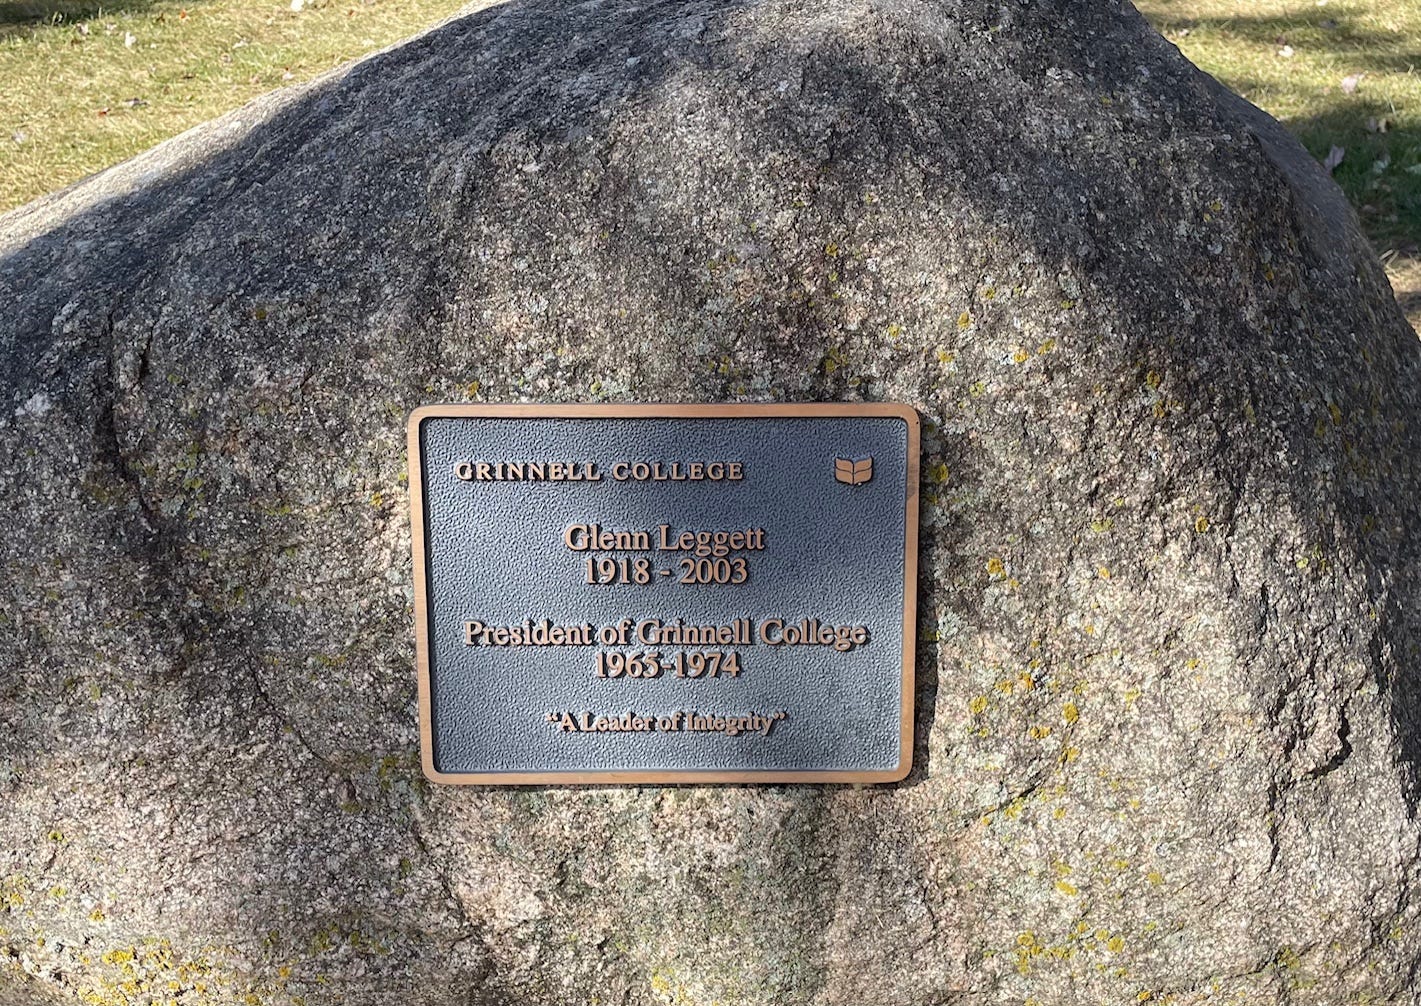 GRINNELL COLLEGE
Glenn Leggett
1918 - 2003
President of Grinnell College
1965-1974
“A Leader of Integrity”